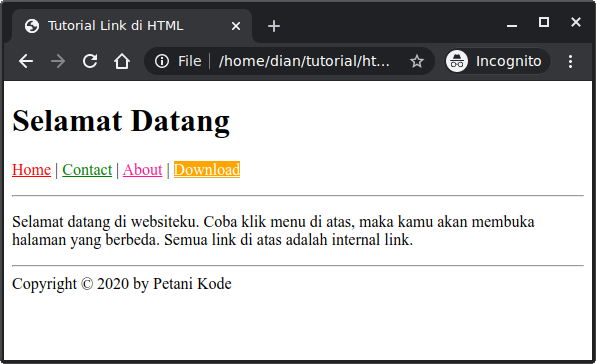 Tutorial Link di HTML
File | /home/dian/tutorial/ht... Incognito
Selamat Datang
Home | Contact | About | Download
Selamat datang di websiteku. Coba klik menu di atas, maka kamu akan membuka
halaman yang berbeda. Semua link di atas adalah internal link.
Copyright © 2020 by Petani Kode